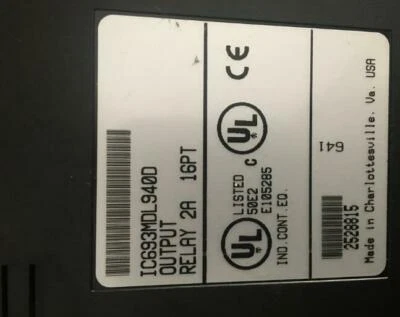 IC693MDL940D
OUTPUT
RELAY 2A 16PT
UL
LISTED
50E2
E105285
IND.CONT.EQ.
C UL
CE
641
2528815
Made in Charlottesville, Va. USA